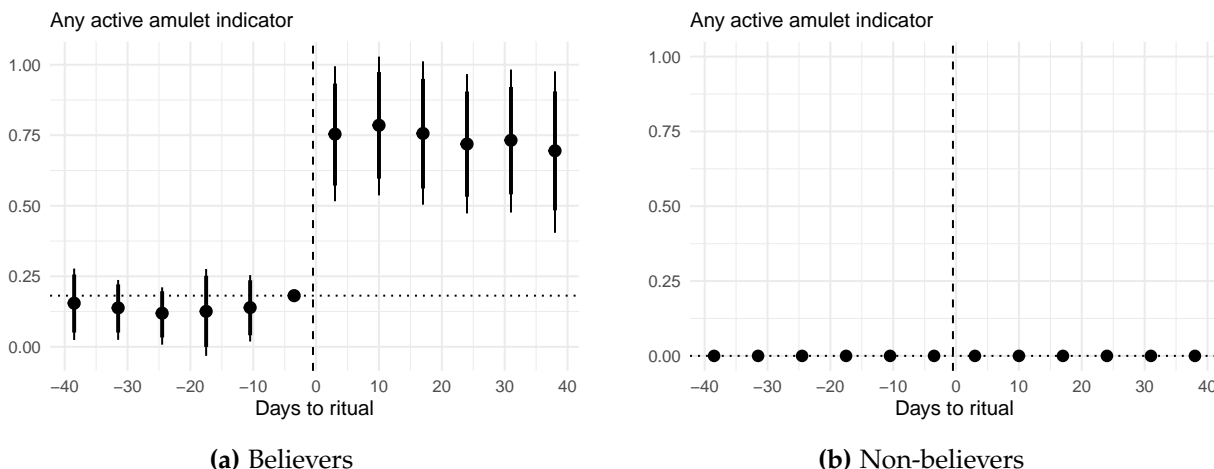 Any active amulet indicator
1.00
0.75
0.50
0.25
0.00
−40 −30 −20 −10 0 10 20 30 40
Days to ritual
(a) Believers
Any active amulet indicator
1.00
0.75
0.50
0.25
0.00
−40 −30 −20 −10 0 10 20 30 40
Days to ritual
(b) Non-believers